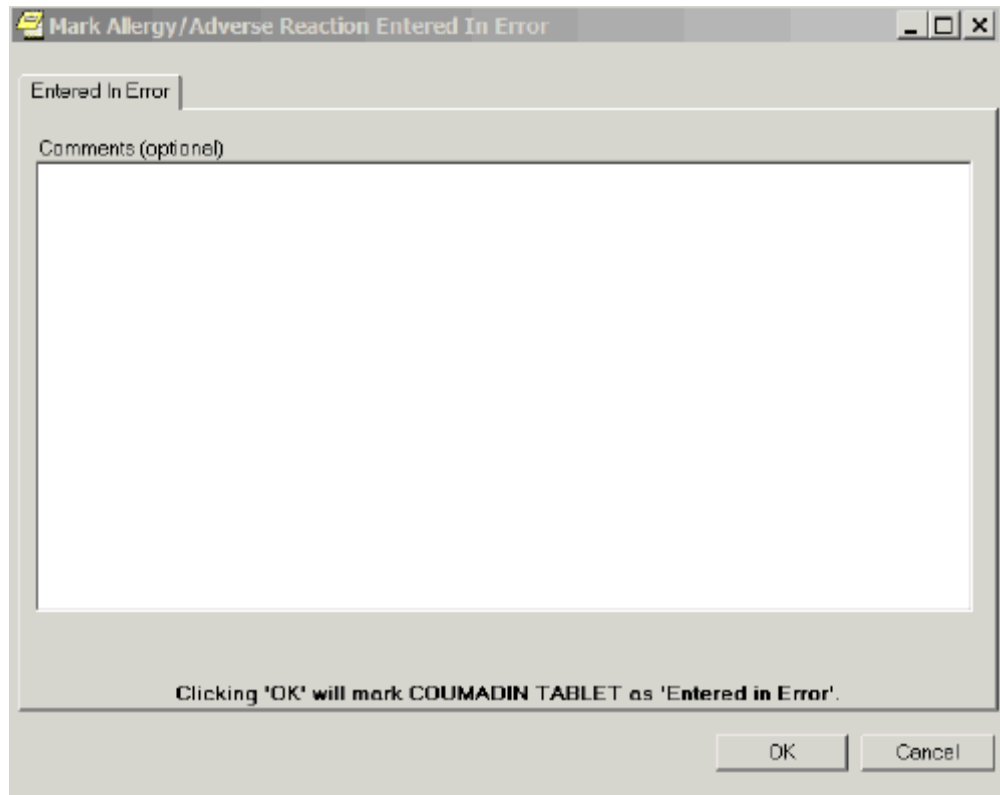 Mark Allergy/Adverse Reaction Entered In Error
Entered In Error
Comments (optional)
Clicking 'OK' will mark COUMADIN TABLET as 'Entered in Error'.
OK
Cancel